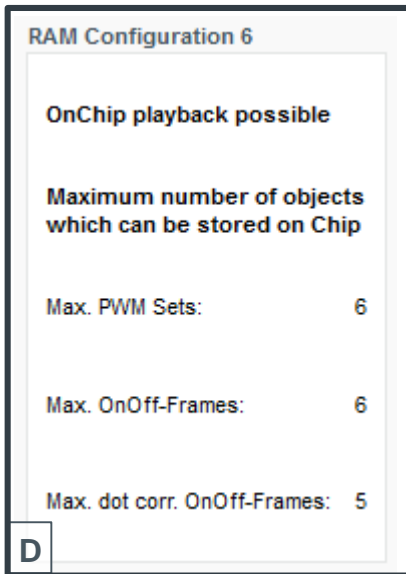 RAM Configuration 6
OnChip playback possible
Maximum number of objects
which can be stored on Chip
Max. PWM Sets: 6
Max. OnOff-Frames: 6
Max. dot corr. OnOff-Frames: 5
D